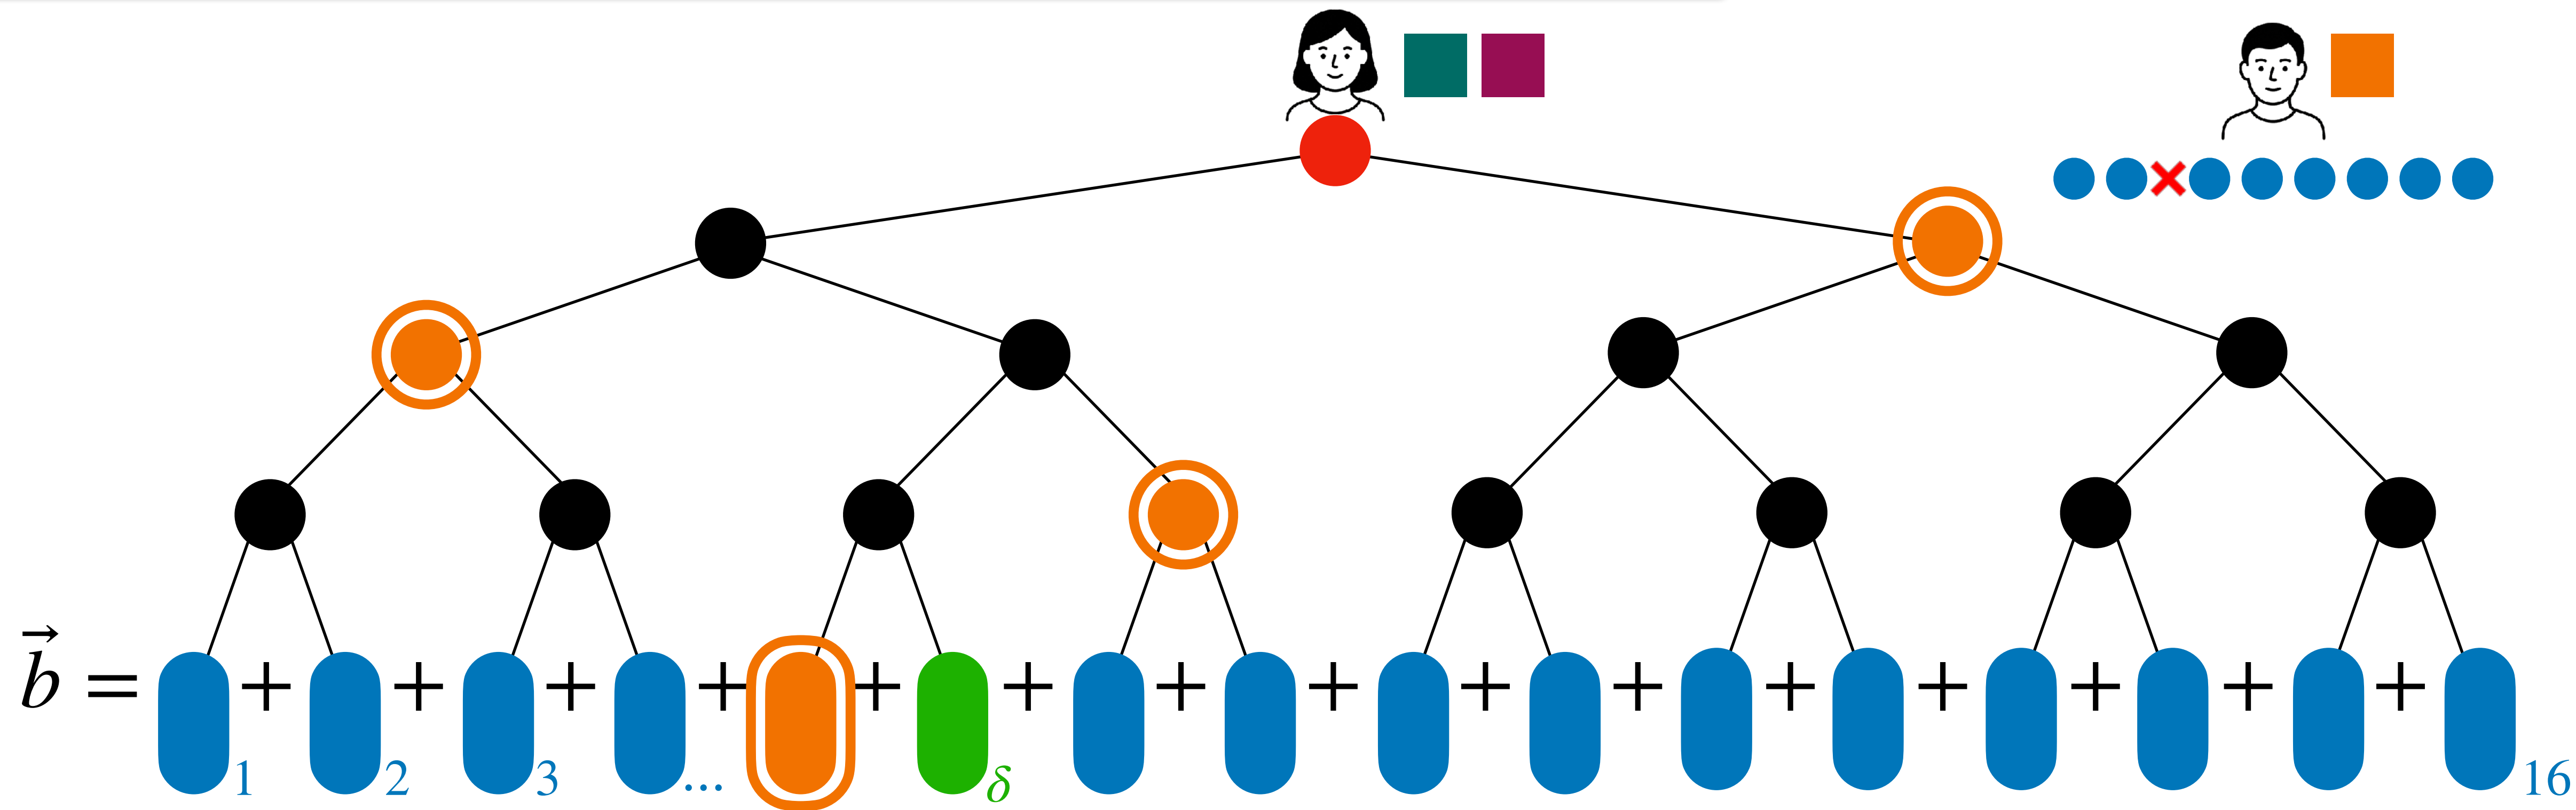 b⃗ = + + + + + + + + + + + + + + +
1 2 3 ... δ 16